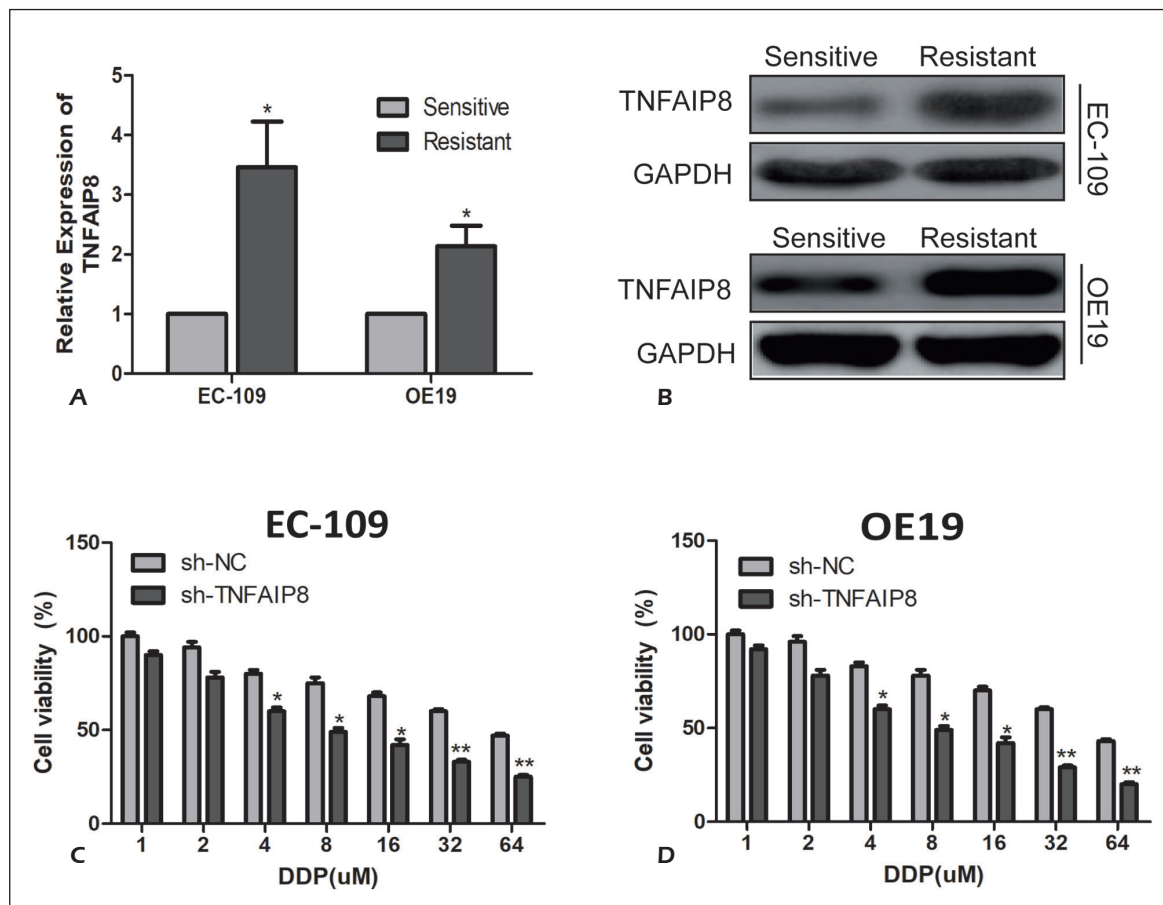 Relative Expression of
TNFAIP8
5
4
3
2
1
0
*
*
Sensitive
Resistant
EC-109
OE19
A
Sensitive Resistant
TNFAIP8
GAPDH
EC-109
Sensitive Resistant
TNFAIP8
GAPDH
OE19
B
EC-109
Cell viability (%)
150
100
50
0
sh-NC
sh-TNFAIP8
*
*
*
**
**
1 2 4 8 16 32 64
DDP(uM)
C
OE19
Cell viability (%)
150
100
50
0
sh-NC
sh-TNFAIP8
*
*
*
**
**
1 2 4 8 16 32 64
DDP(uM)
D